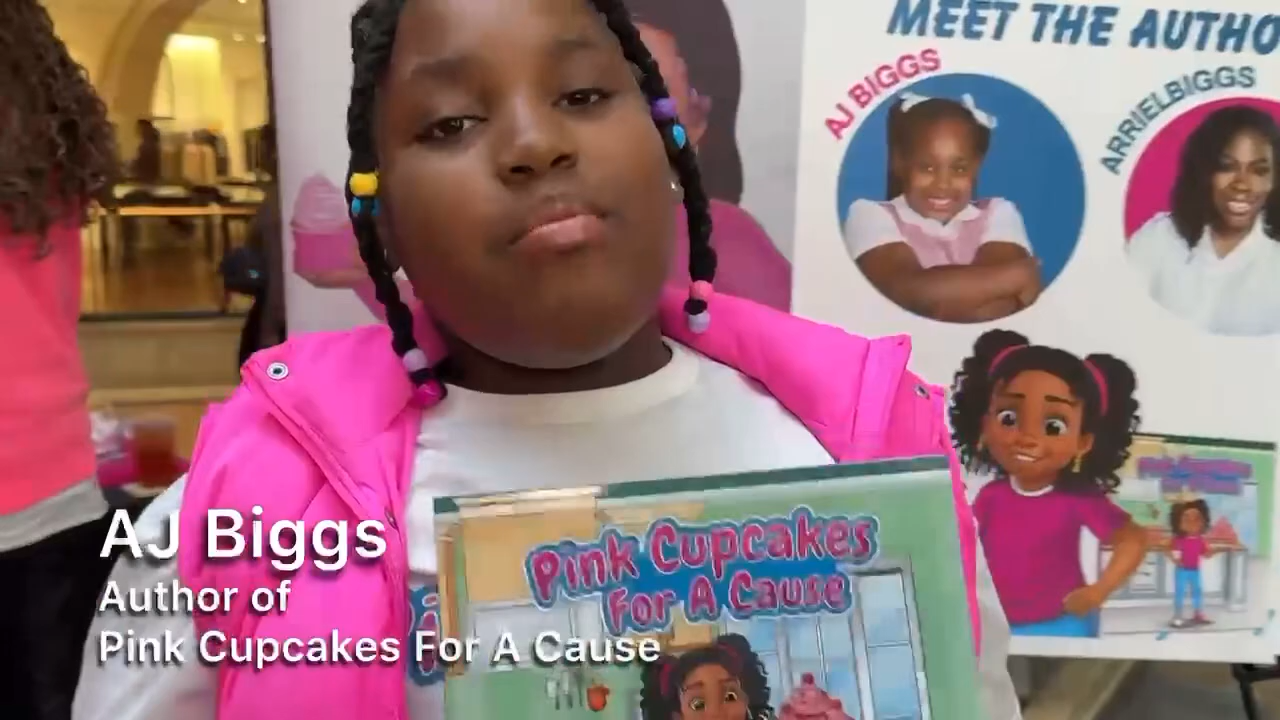 MEET THE AUTHO
AJ BIGGS
ARRIELBIGGS
Pink Cupcakes
For A Cause
AJ Biggs
Author of
Pink Cupcakes For A Cause